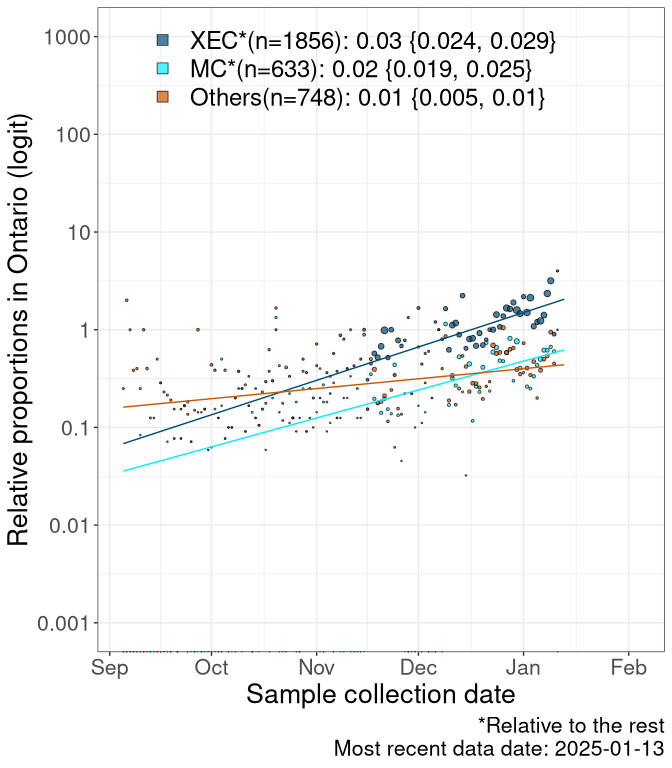 XEC*(n=1856): 0.03 {0.024, 0.029}
MC*(n=633): 0.02 {0.019, 0.025}
Others(n=748): 0.01 {0.005, 0.01}
Relative proportions in Ontario (logit)
1000
100
10
1
0.1
0.01
0.001
Sep Oct Nov Dec Jan Feb
Sample collection date
*Relative to the rest
Most recent data date: 2025-01-13